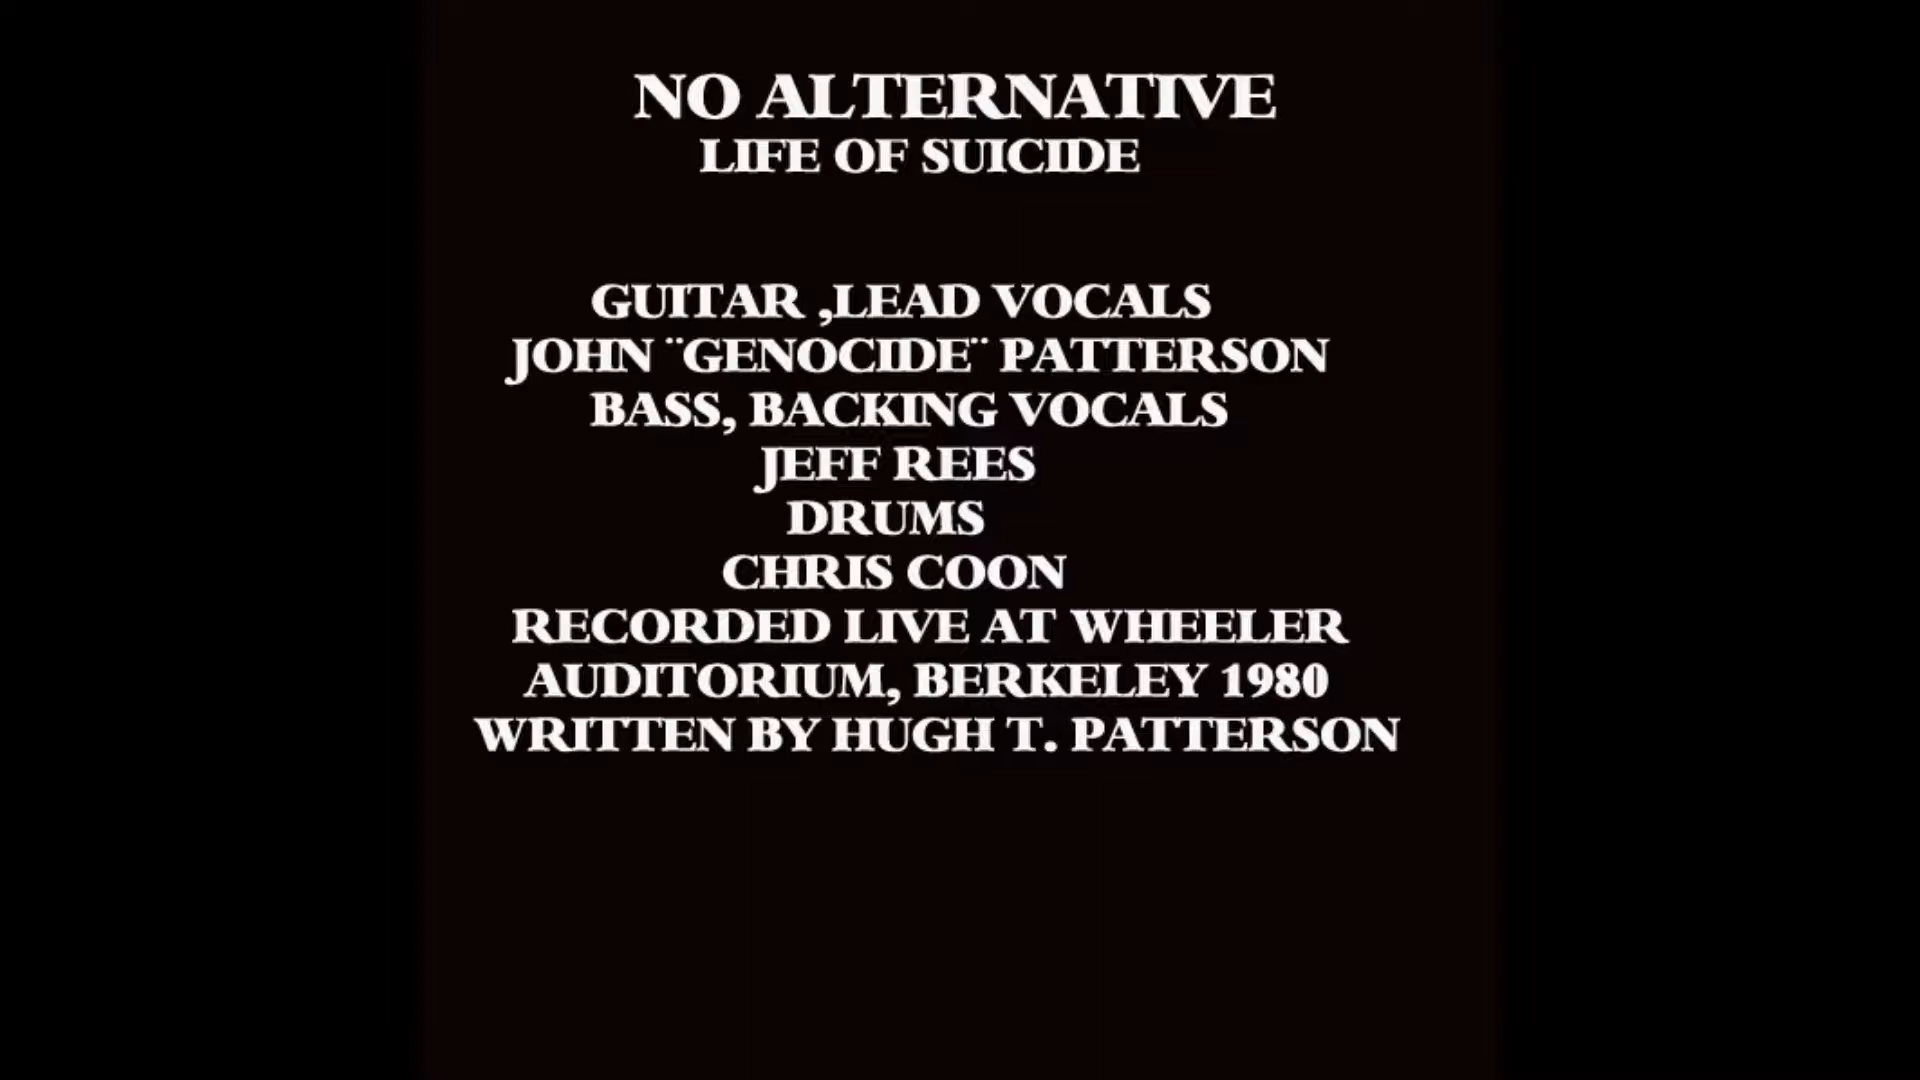 NO ALTERNATIVE
LIFE OF SUICIDE
GUITAR ,LEAD VOCALS
JOHN ¨GENOCIDE¨ PATTERSON
BASS, BACKING VOCALS
JEFF REES
DRUMS
CHRIS COON
RECORDED LIVE AT WHEELER
AUDITORIUM, BERKELEY 1980
WRITTEN BY HUGH T. PATTERSON